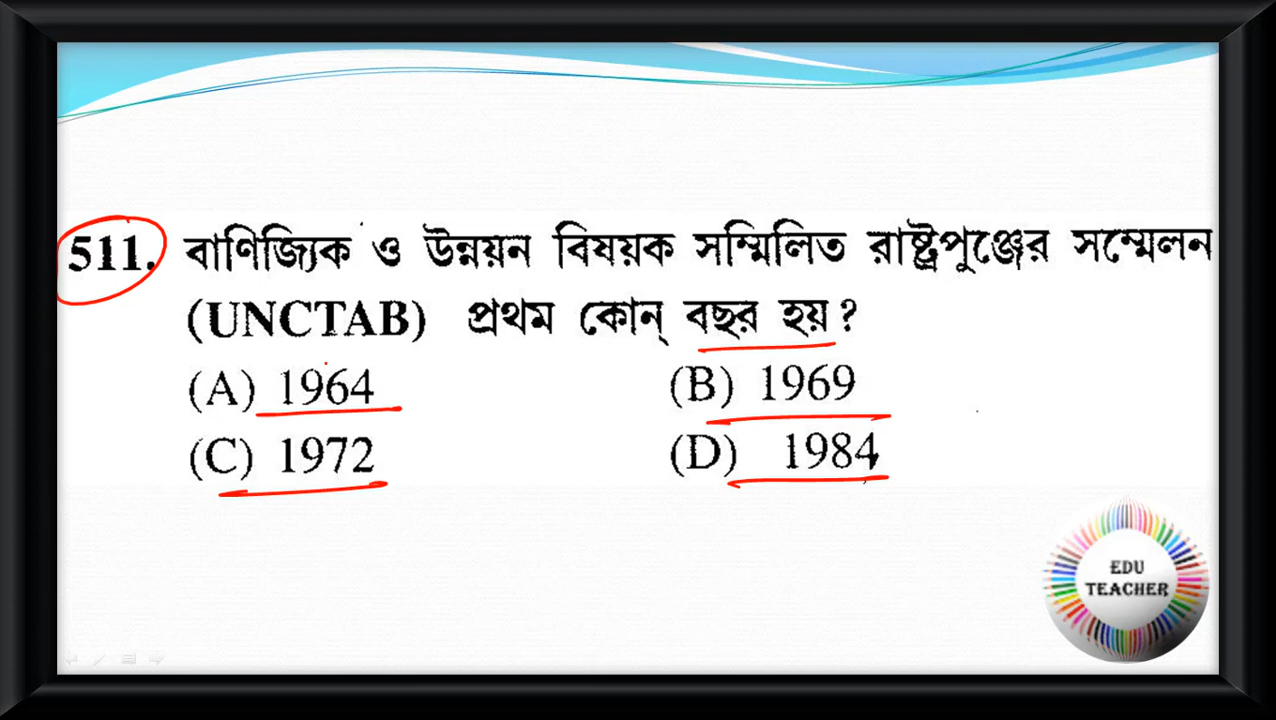 511. বাণিজ্যিক ও উন্নয়ন বিষয়ক সম্মিলিত রাষ্ট্রপুঞ্জের সম্মেলন
(UNCTAB) প্রথম কোন্ বছর হয়?
(A) 1964 (B) 1969
(C) 1972 (D) 1984
EDU
TEACHER